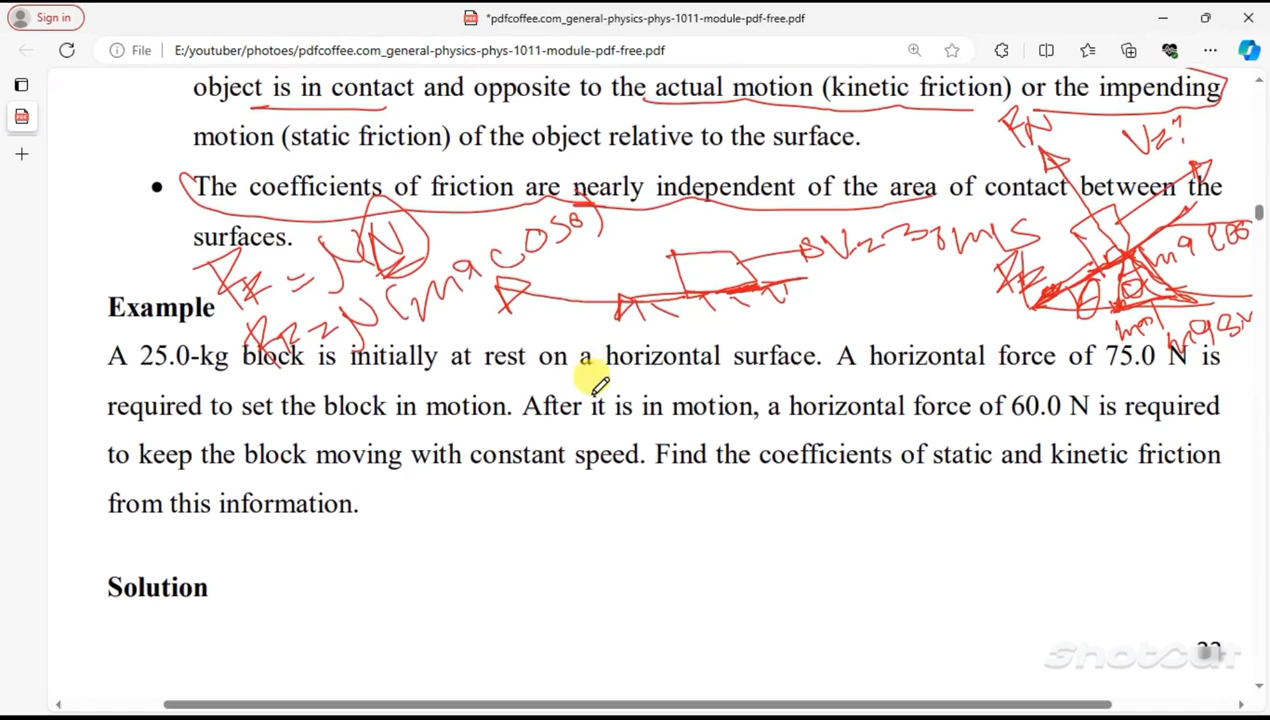 Sign in
*pdfcoffee.com_general-physics-phys-1011-module-pdf-free.pdf
File E:/youtuber/photoes/pdfcoffee.com_general-physics-phys-1011-module-pdf-free.pdf
object is in contact and opposite to the actual motion (kinetic friction) or the impending
motion (static friction) of the object relative to the surface.
• The coefficients of friction are nearly independent of the area of contact between the
surfaces.
Example
A 25.0-kg block is initially at rest on a horizontal surface. A horizontal force of 75.0 N is
required to set the block in motion. After it is in motion, a horizontal force of 60.0 N is required
to keep the block moving with constant speed. Find the coefficients of static and kinetic friction
from this information.
Solution
Shotcut